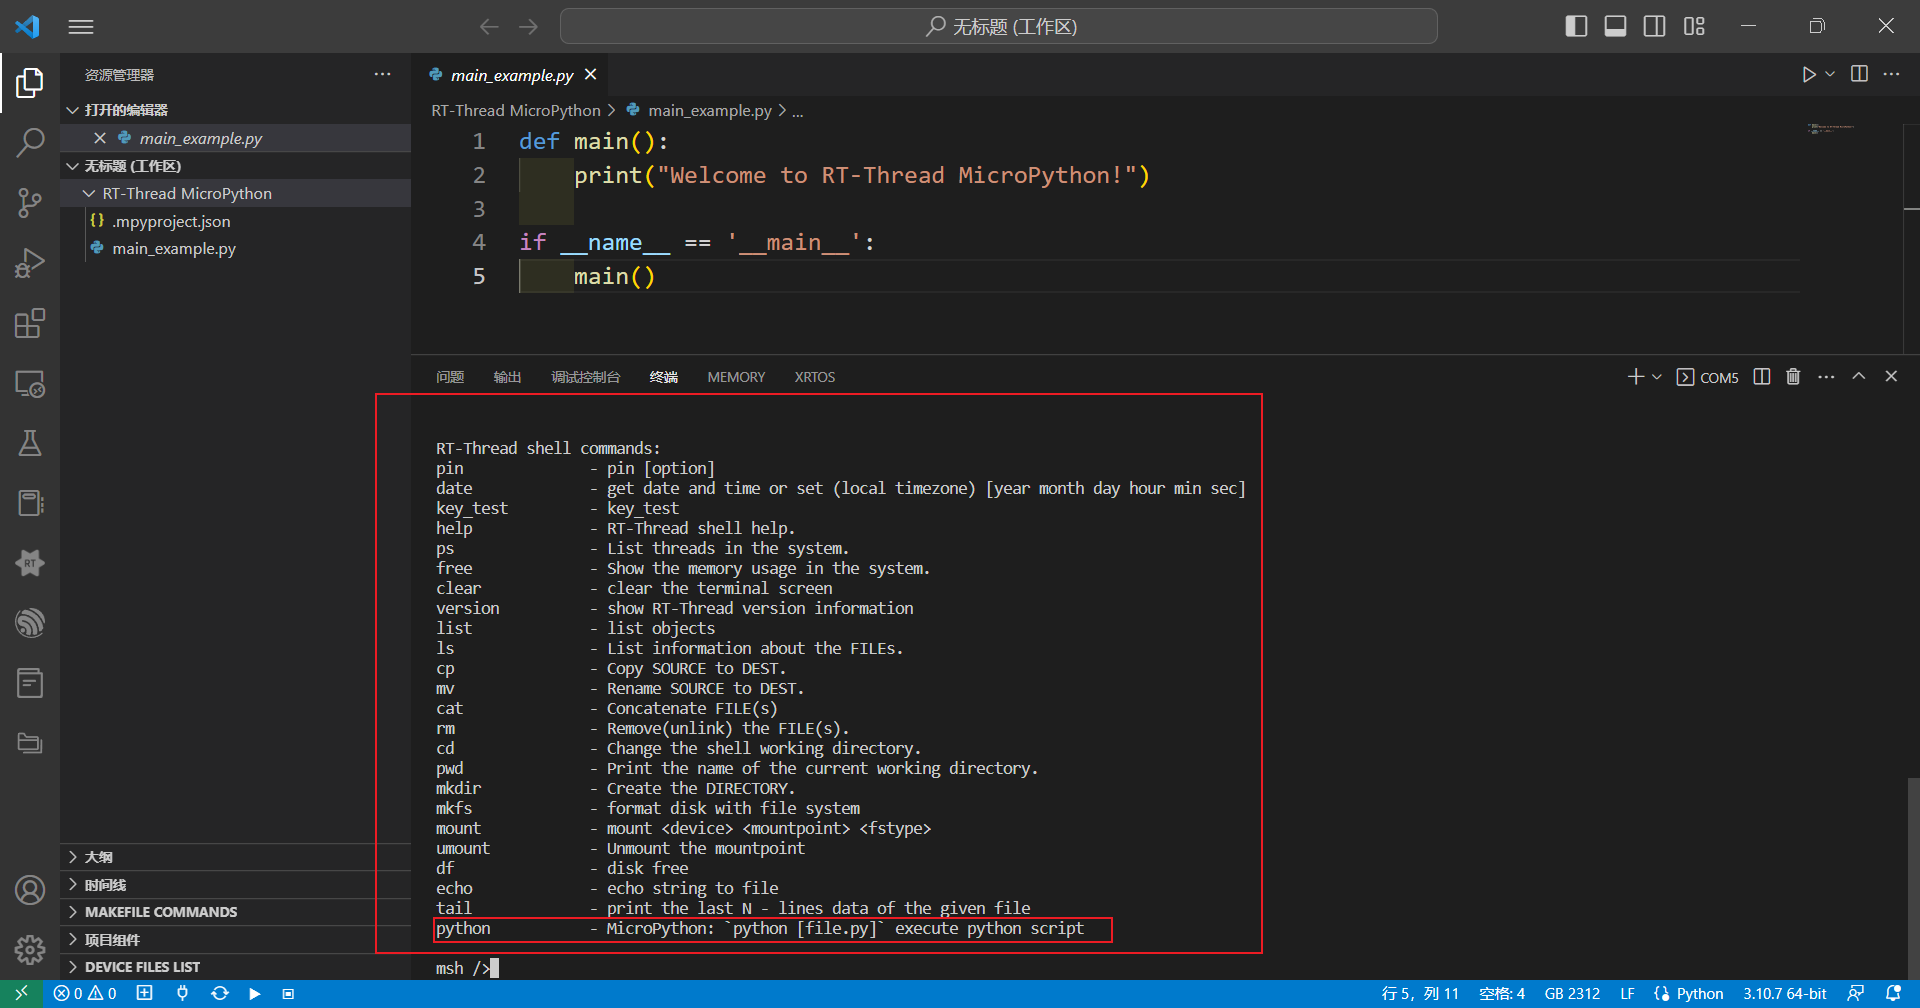 无标题 (工作区)
资源管理器
打开的编辑器
main_example.py
无标题 (工作区)
RT-Thread MicroPython
{} .mpyproject.json
main_example.py
大纲
时间线
MAKEFILE COMMANDS
项目组件
DEVICE FILES LIST
main_example.py
RT-Thread MicroPython > main_example.py > ...
1 def main():
2 print("Welcome to RT-Thread MicroPython!")
3
4 if __name__ == '__main__':
5 main()
问题 输出 调试控制台 终端 MEMORY XRTOS
COM5
RT-Thread shell commands:
pin - pin [option]
date - get date and time or set (local timezone) [year month day hour min sec]
key_test - key_test
help - RT-Thread shell help.
ps - List threads in the system.
free - Show the memory usage in the system.
clear - clear the terminal screen
version - show RT-Thread version information
list - list objects
ls - List information about the FILEs.
cp - Copy SOURCE to DEST.
mv - Rename SOURCE to DEST.
cat - Concatenate FILE(s)
rm - Remove(unlink) the FILE(s).
cd - Change the shell working directory.
pwd - Print the name of the current working directory.
mkdir - Create the DIRECTORY.
mkfs - format disk with file system
mount - mount <device> <mountpoint> <fstype>
umount - Unmount the mountpoint
df - disk free
echo - echo string to file
tail - print the last N - lines data of the given file
python - MicroPython: `python [file.py]` execute python script
msh />
0 0
行 5，列 11 空格: 4 GB 2312 LF Python 3.10.7 64-bit
RT